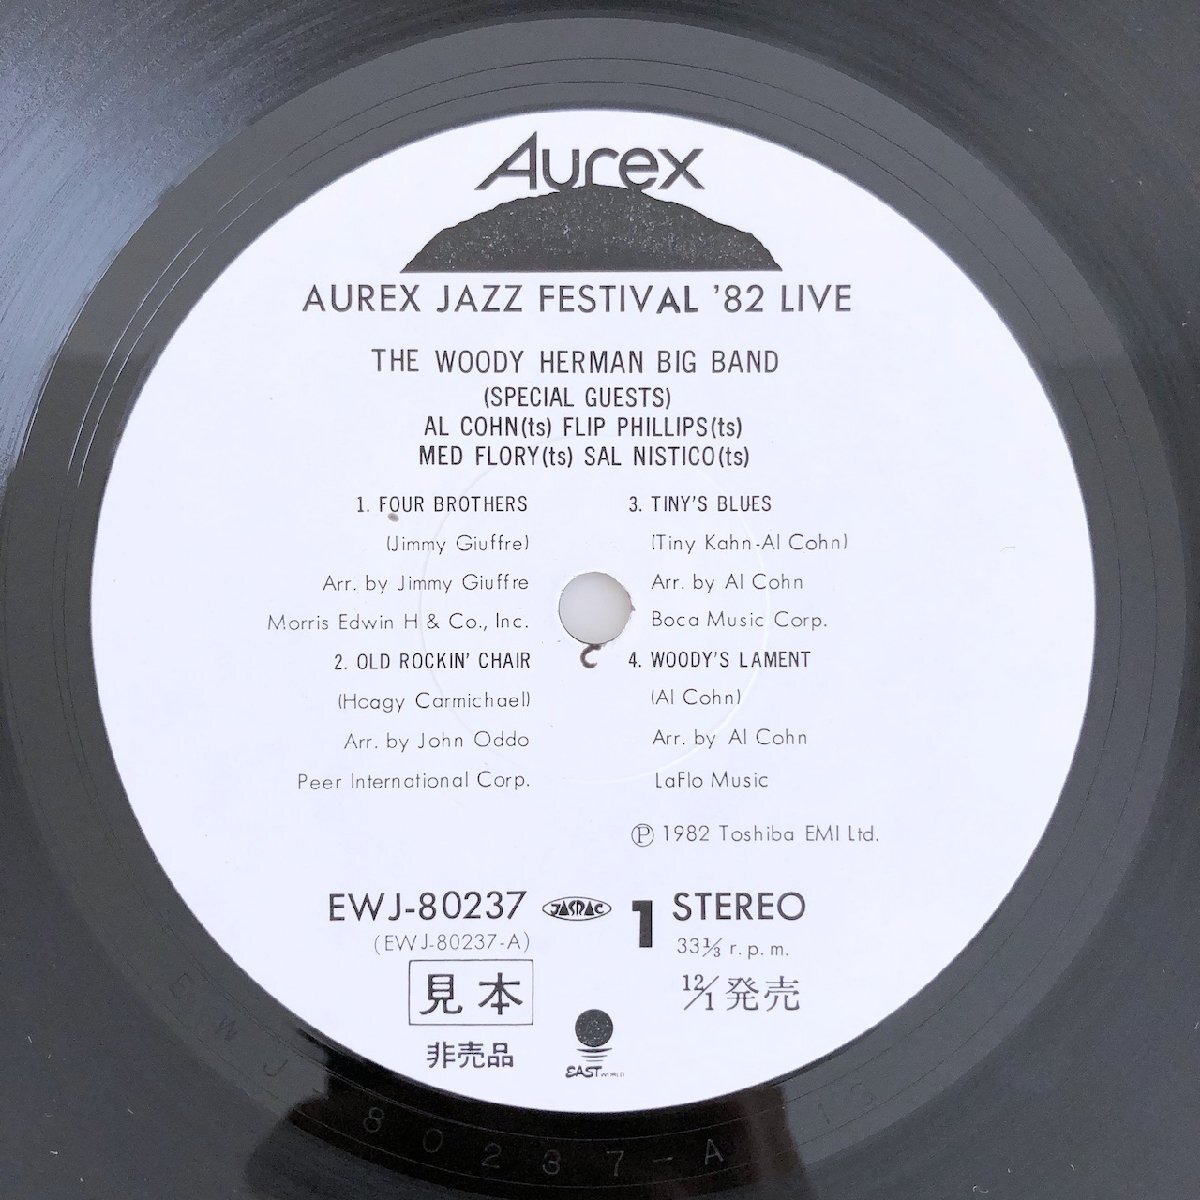 Aurex
AUREX JAZZ FESTIVAL '82 LIVE
THE WOODY HERMAN BIG BAND
(SPECIAL GUESTS)
AL COHN(ts) FLIP PHILLIPS(ts)
MED FLORY(ts) SAL NISTICO(ts)
1. FOUR BROTHERS
(Jimmy Giuffre)
Arr. by Jimmy Giuffre
Morris Edwin H & Co., Inc.
2. OLD ROCKIN' CHAIR
(Hoagy Carmichael)
Arr. by John Oddo
Peer International Corp.
3. TINY'S BLUES
(Tiny Kahn-Al Cohn)
Arr. by Al Cohn
Boca Music Corp.
4. WOODY'S LAMENT
(Al Cohn)
Arr. by Al Cohn
LaFlo Music
Ⓟ 1982 Toshiba EMI Ltd.
EWJ-80237 JASRAC 1 STEREO
(EWJ-80237-A) 33⅓ r.p.m.
見本 12/1 発売
非売品
EAST WORLD
EWJ-80237-A 1S